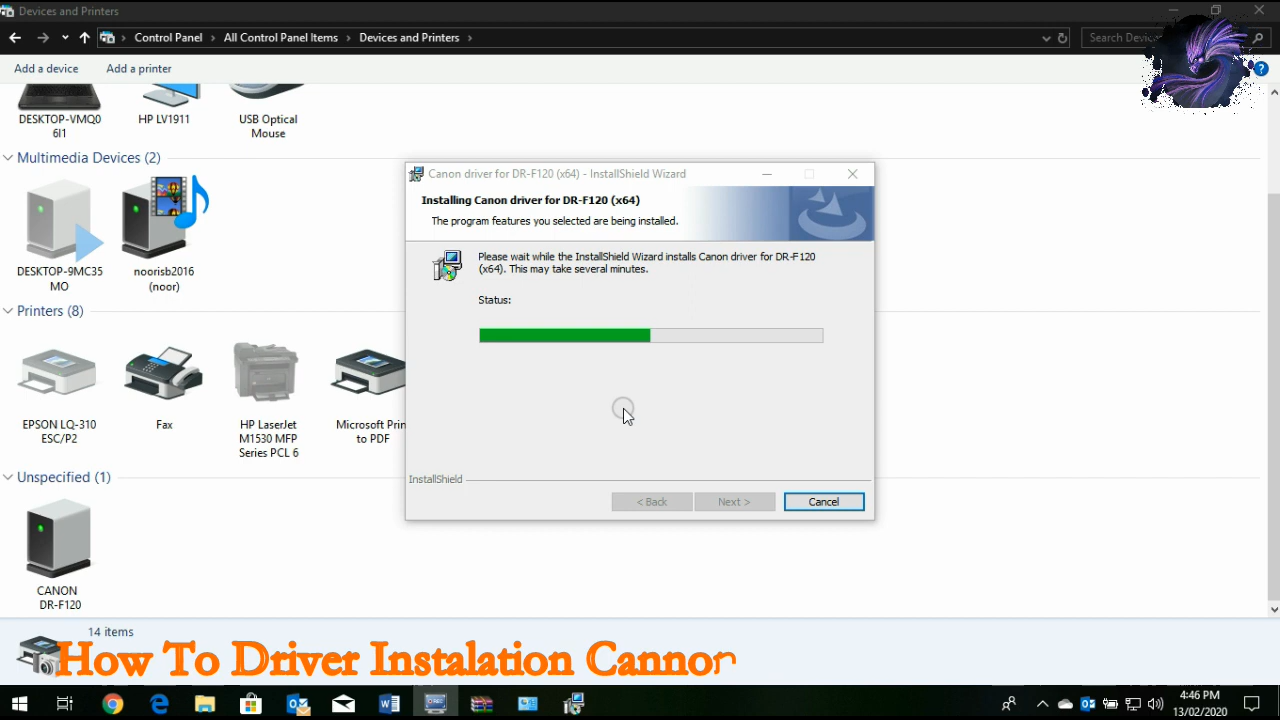 Devices and Printers
Control Panel
All Control Panel Items
Devices and Printers
Search Devic
Add a device
Add a printer
DESKTOP-VMQ0
6I1
HP LV1911
USB Optical
Mouse
Multimedia Devices (2)
DESKTOP-9MC35
MO
noorisb2016
(noor)
Printers (8)
EPSON LQ-310
ESC/P2
Fax
HP LaserJet
M1530 MFP
Series PCL 6
Microsoft Prin
to PDF
Unspecified (1)
CANON
DR-F120
14 items
Canon driver for DR-F120 (x64) - InstallShield Wizard
Installing Canon driver for DR-F120 (x64)
The program features you selected are being installed.
Please wait while the InstallShield Wizard installs Canon driver for DR-F120
(x64). This may take several minutes.
Status:
InstallShield
< Back
Next >
Cancel
How To Driver Instalation Cannon
4:46 PM
13/02/2020